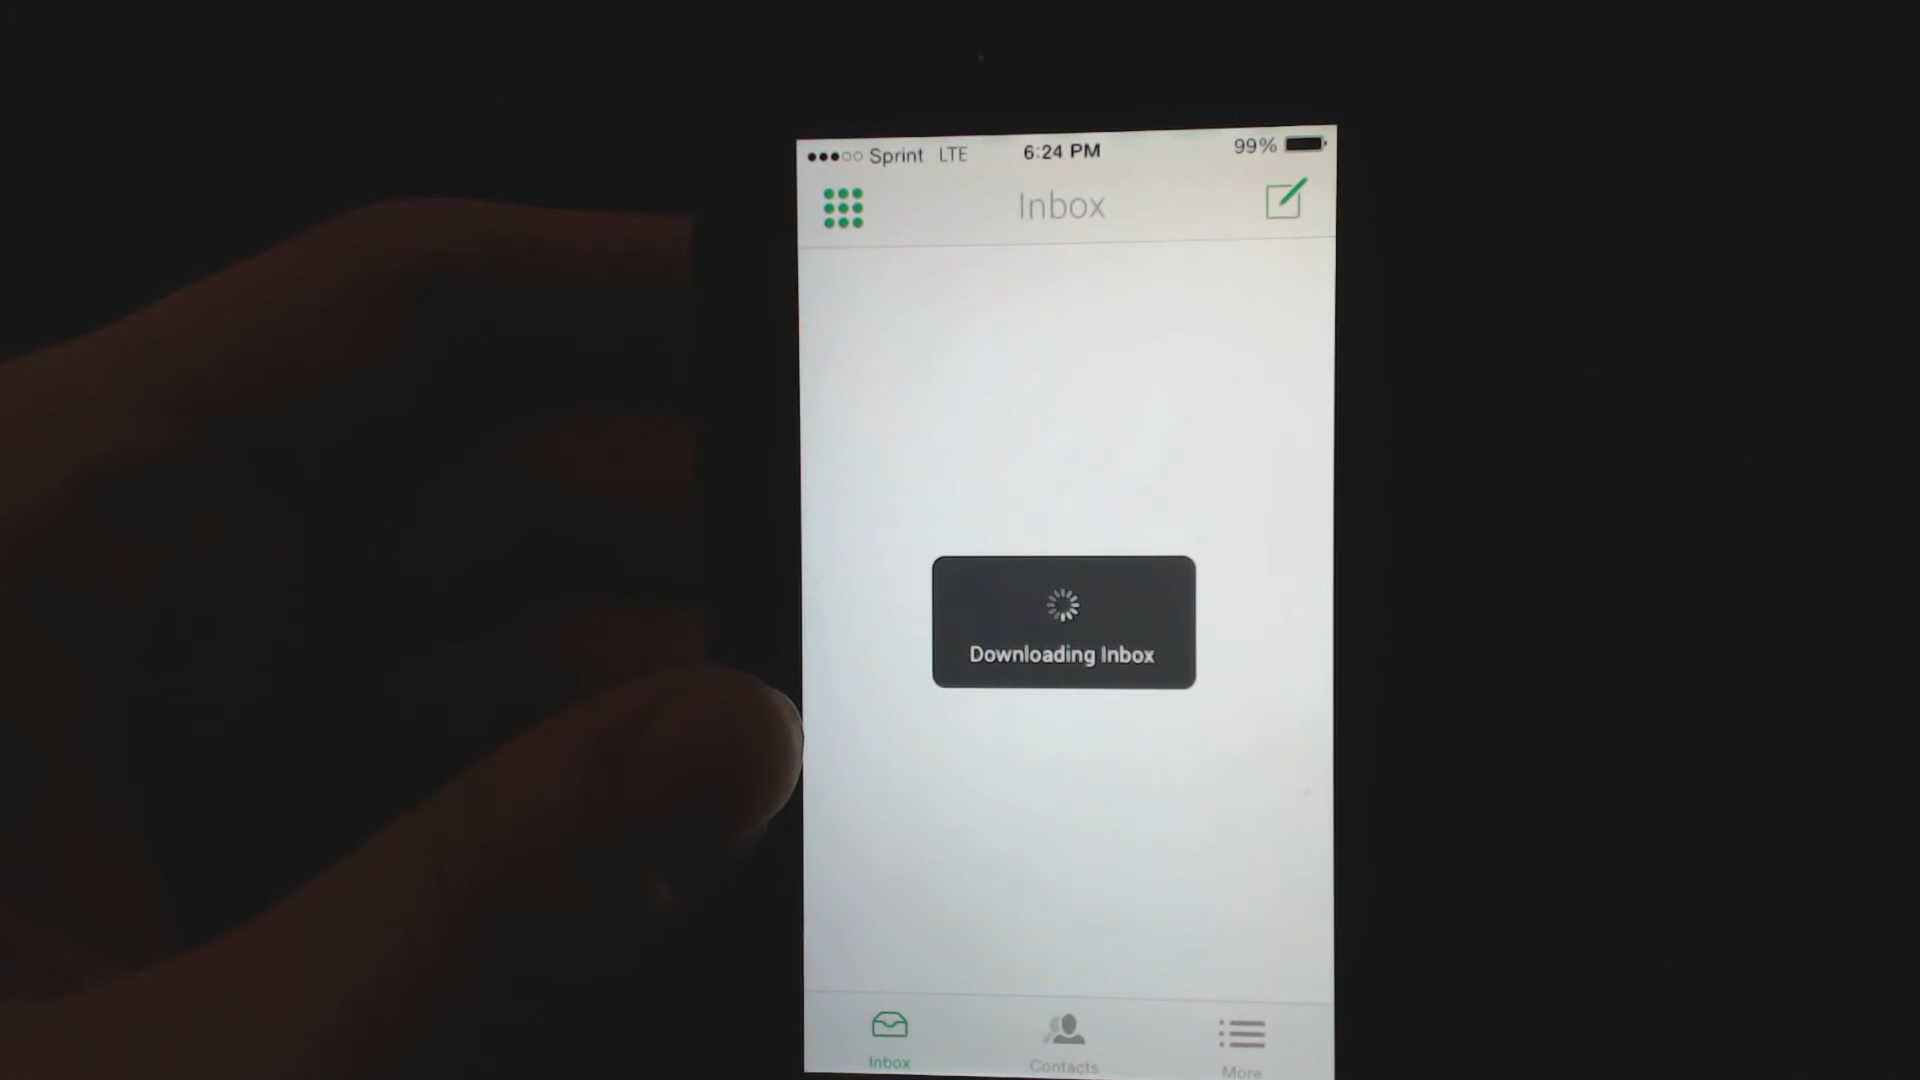 Sprint LTE 6:24 PM 99%
Inbox
Downloading Inbox
Inbox Contacts More